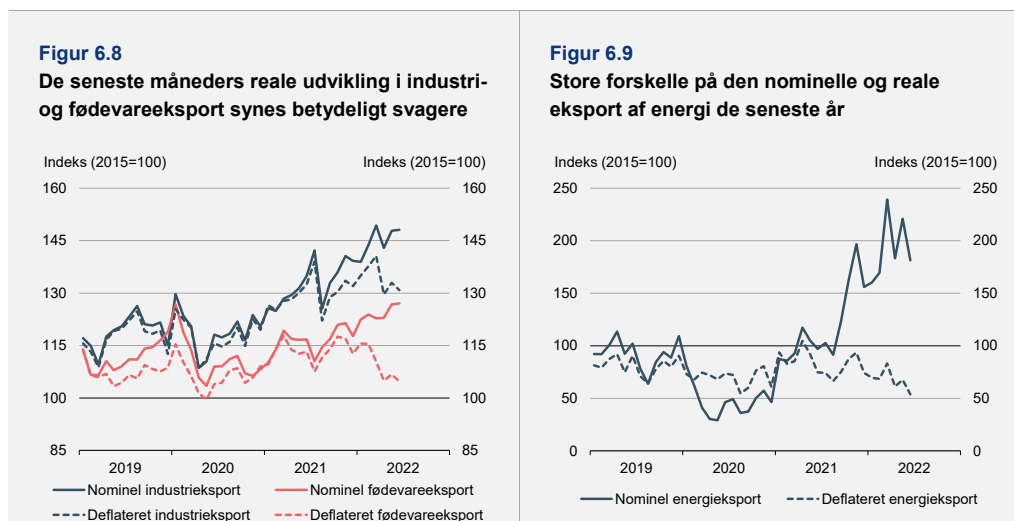 Figur 6.8
De seneste måneders reale udvikling i industri-
og fødevareeksport synes betydeligt svagere
Indeks (2015=100) Indeks (2015=100)
160 160
145 145
130 130
115 115
100 100
85 85
2019 2020 2021 2022
Nominel industrieksport Nominel fødevareeksport
Deflateret industrieksport Deflateret fødevareeksport
Figur 6.9
Store forskelle på den nominelle og reale
eksport af energi de seneste år
Indeks (2015=100) Indeks (2015=100)
250 250
200 200
150 150
100 100
50 50
0 0
2019 2020 2021 2022
Nominel energieksport Deflateret energieksport